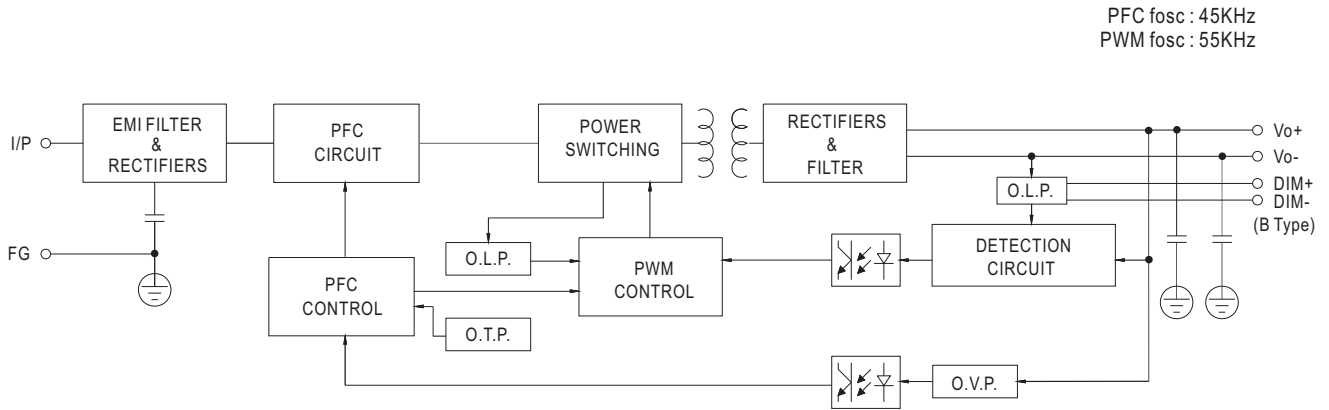 PFC fosc : 45KHz
PWM fosc : 55KHz
I/P
EMI FILTER
&
RECTIFIERS
PFC
CIRCUIT
POWER
SWITCHING
RECTIFIERS
&
FILTER
Vo+
Vo-
DIM+
DIM-
(B Type)
O.L.P.
FG
O.L.P.
PFC
CONTROL
PWM
CONTROL
DETECTION
CIRCUIT
O.T.P.
O.V.P.